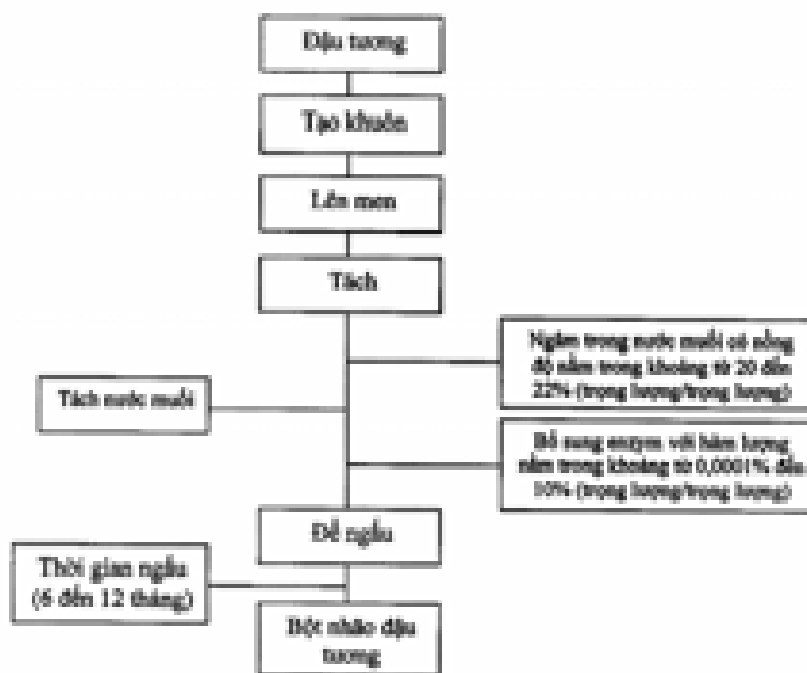 Đậu tương
Tạo khuôn
Lên men
Tách
Ngâm trong nước muối có nồng
độ nằm trong khoảng từ 20 đến
22% (trọng lượng/trọng lượng)
Tách nước muối
Bổ sung enzym với hàm lượng
nằm trong khoảng từ 0,0001% đến
10% (trọng lượng/trọng lượng)
Để ngấu
Thời gian ngấu
(6 đến 12 tháng)
Bột nhão đậu
tương